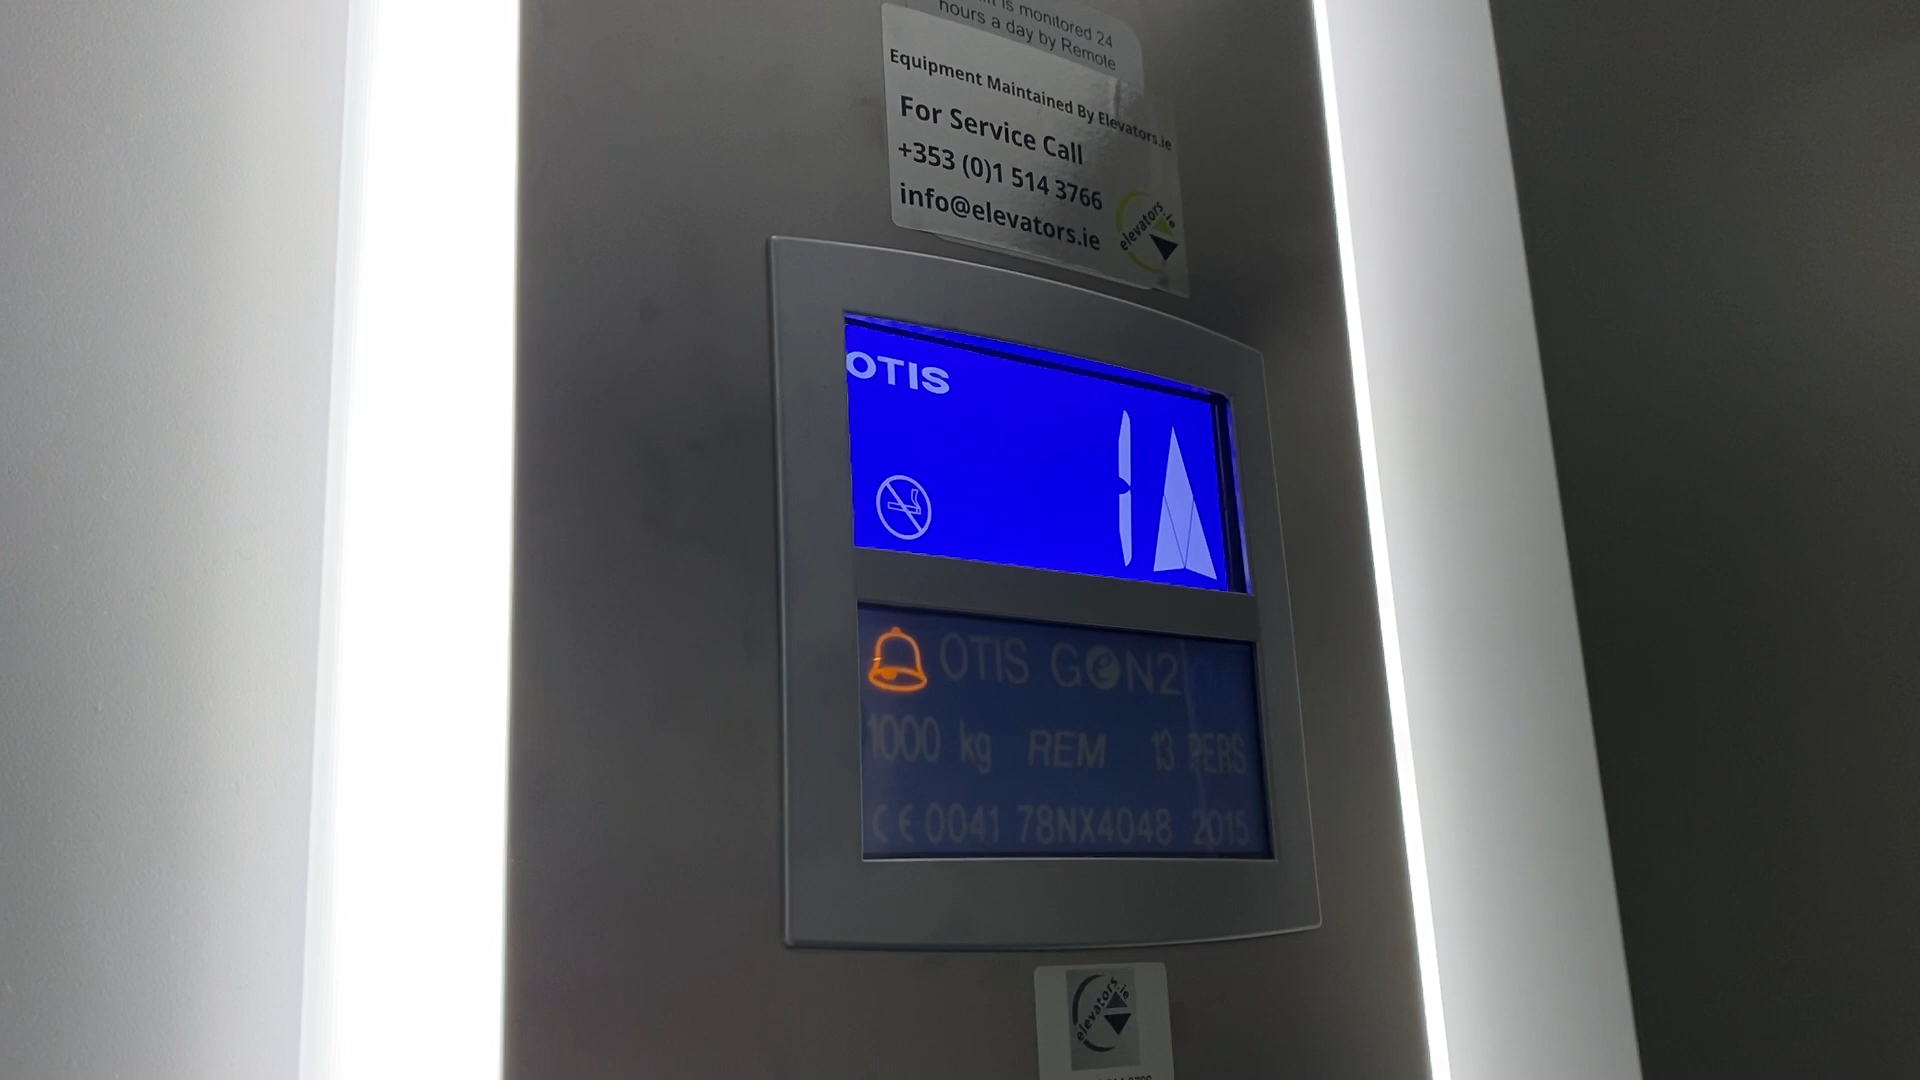 is monitored 24
hours a day by Remote
Equipment Maintained By Elevators.ie
For Service Call
+353 (0)1 514 3766
info@elevators.ie
elevators.ie
OTIS
1
OTIS GeN2
1000 kg REM 13 PERS
CE 0041 78NX4048 2015
elevators.ie